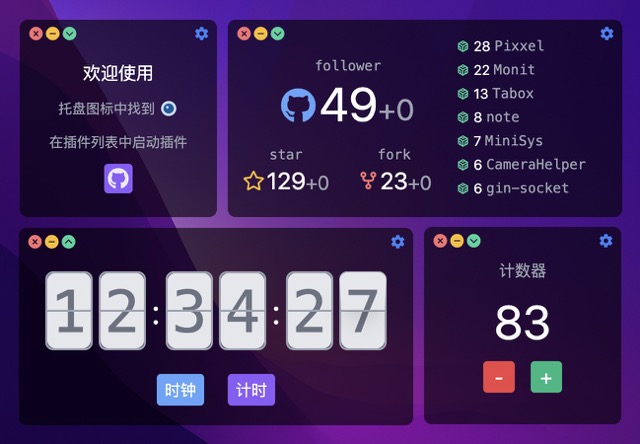 欢迎使用
托盘图标中找到
在插件列表中启动插件
follower
49+0
star
fork
129+0
23+0
28 Pixxel
22 Monit
13 Tabox
8 note
7 MiniSys
6 CameraHelper
6 gin-socket
12:34:27
时钟
计时
计数器
83
-
+